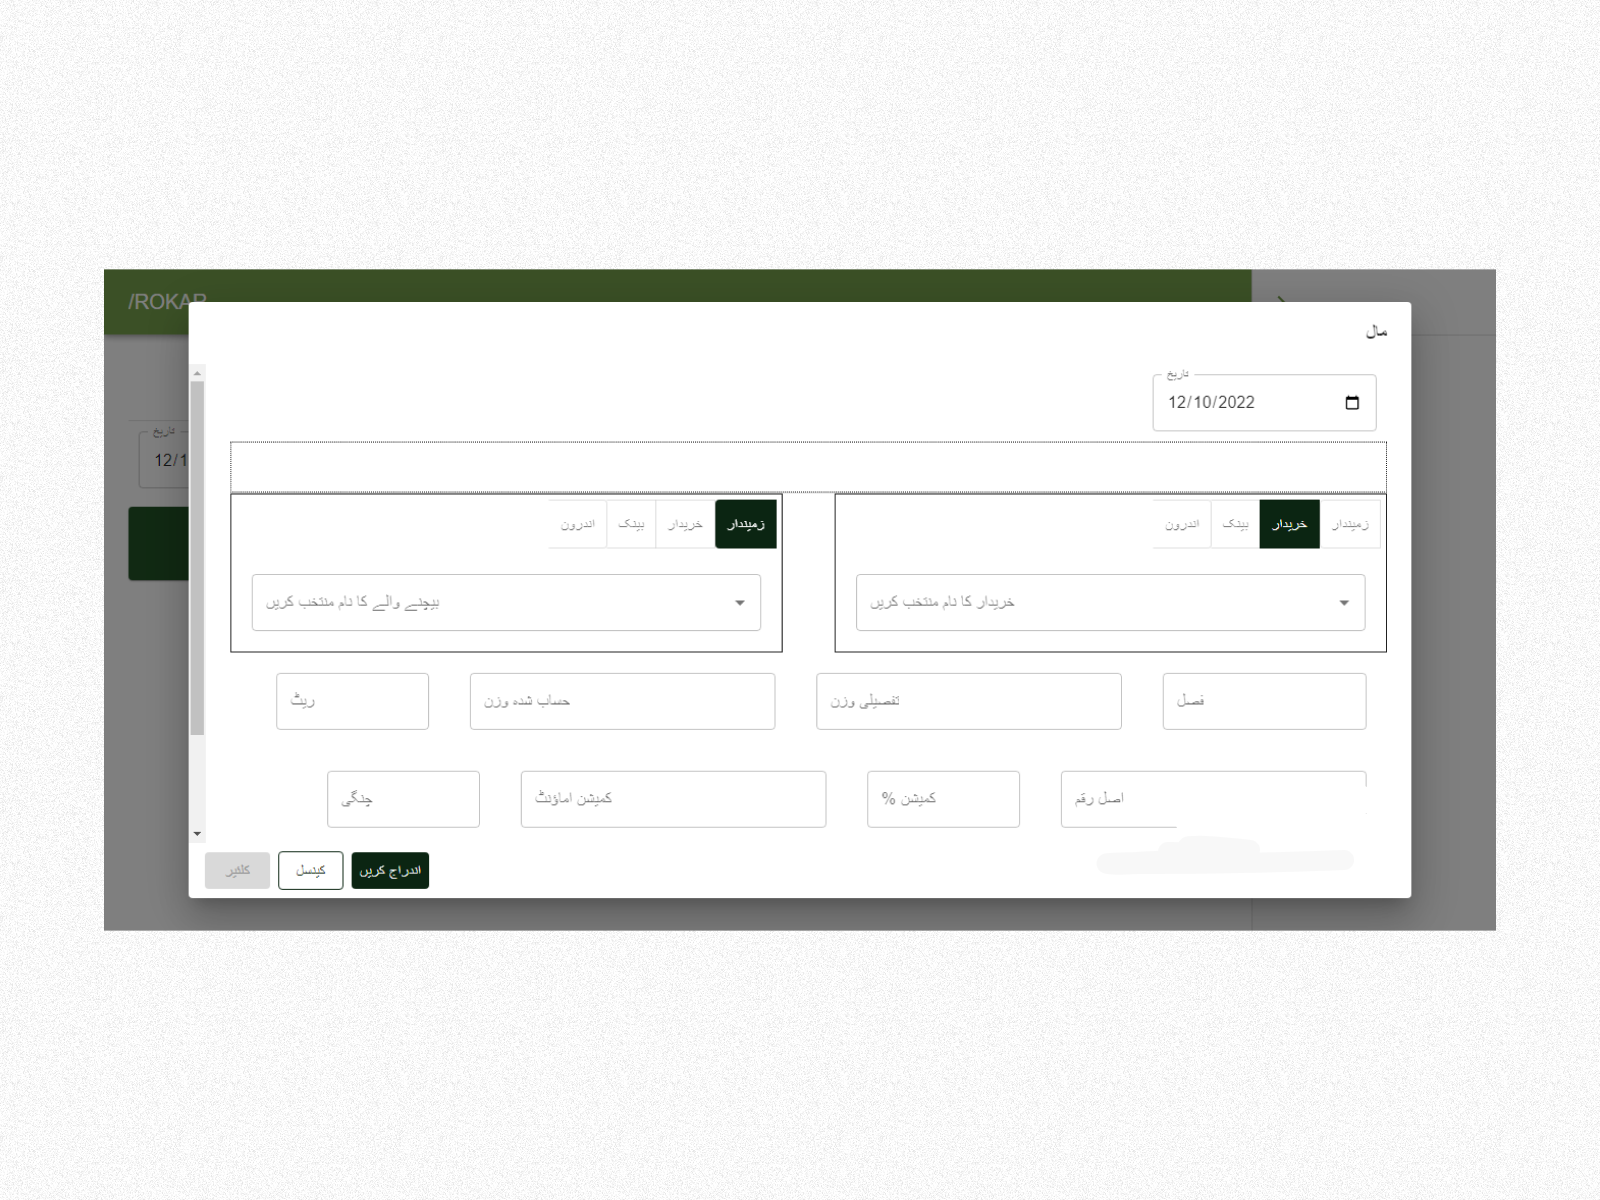 /ROKAR
مال
تاریخ
12/10/2022
تاریخ
12/1
زمیندار خریدار بینک اندرون
زمیندار خریدار بینک اندرون
خریدار کا نام منتخب کریں
بیچنے والے کا نام منتخب کریں
فصل
تفصیلی وزن
حساب شدہ وزن
ریٹ
اصل رقم
کمیشن %
کمیشن اماؤنٹ
چنگی
اندراج کریں
کینسل
کلئیر